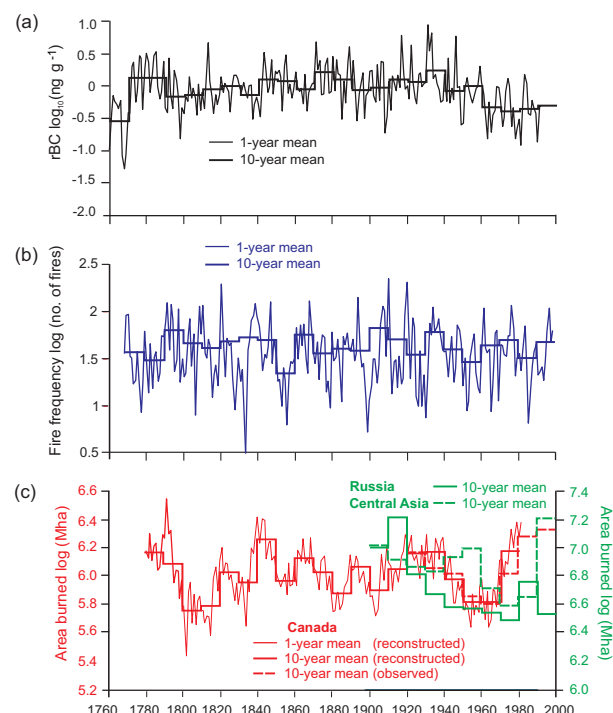 (a)
rBC log10(ng g-1)
1.0
0.5
0
-0.5
-1.0
-1.5
-2.0
1-year mean
10-year mean
(b)
Fire frequency log (no. of fires)
1-year mean
10-year mean
2.5
2
1.5
1
0.5
(c)
Area burned log (Mha)
6.6
6.4
6.2
6.0
5.8
5.6
5.4
5.2
Russia 10-year mean
Central Asia 10-year mean
7.4
7.2
7.0
6.8
6.6
6.4
6.2
6.0
Area burned log (Mha)
Canada
1-year mean (reconstructed)
10-year mean (reconstructed)
10-year mean (observed)
1760 1780 1800 1820 1840 1860 1880 1900 1920 1940 1960 1980 2000